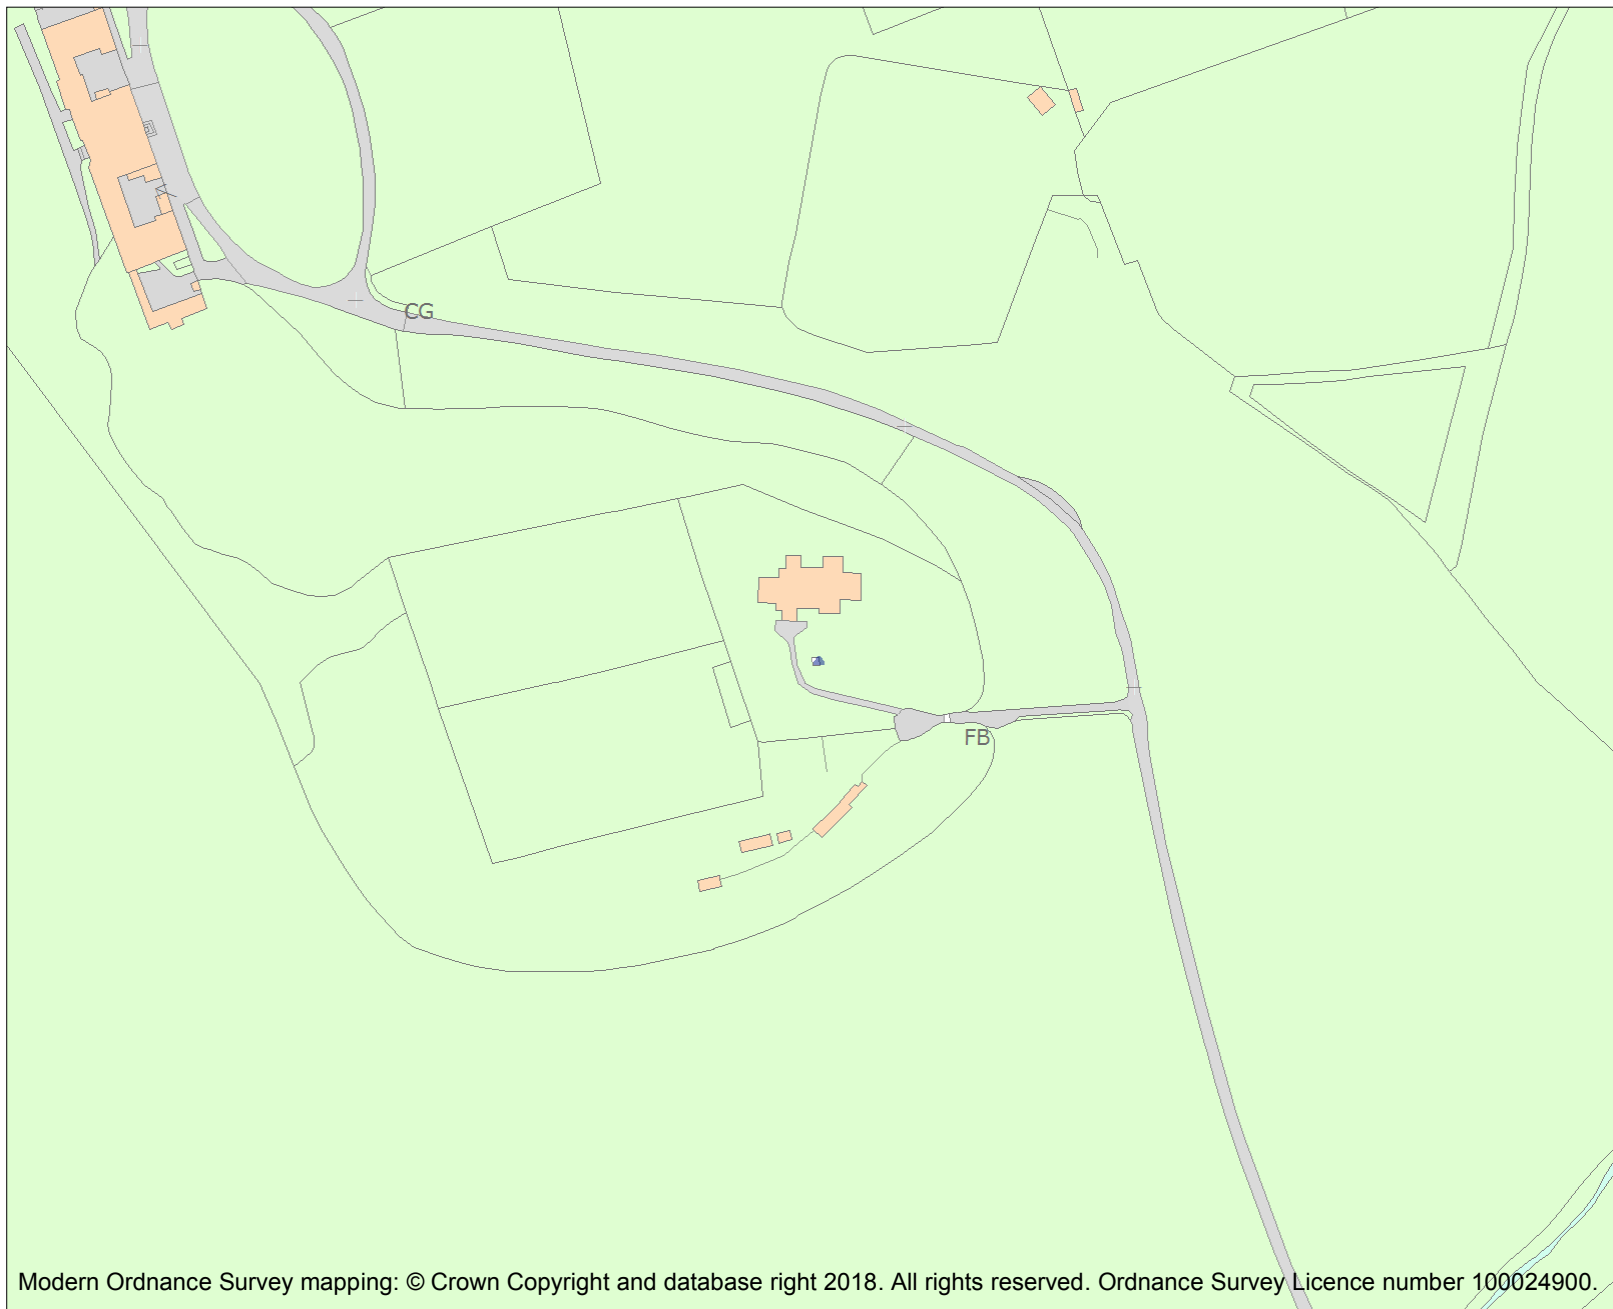 CG
FB
Modern Ordnance Survey mapping: © Crown Copyright and database right 2018. All rights reserved. Ordnance Survey Licence number 100024900.